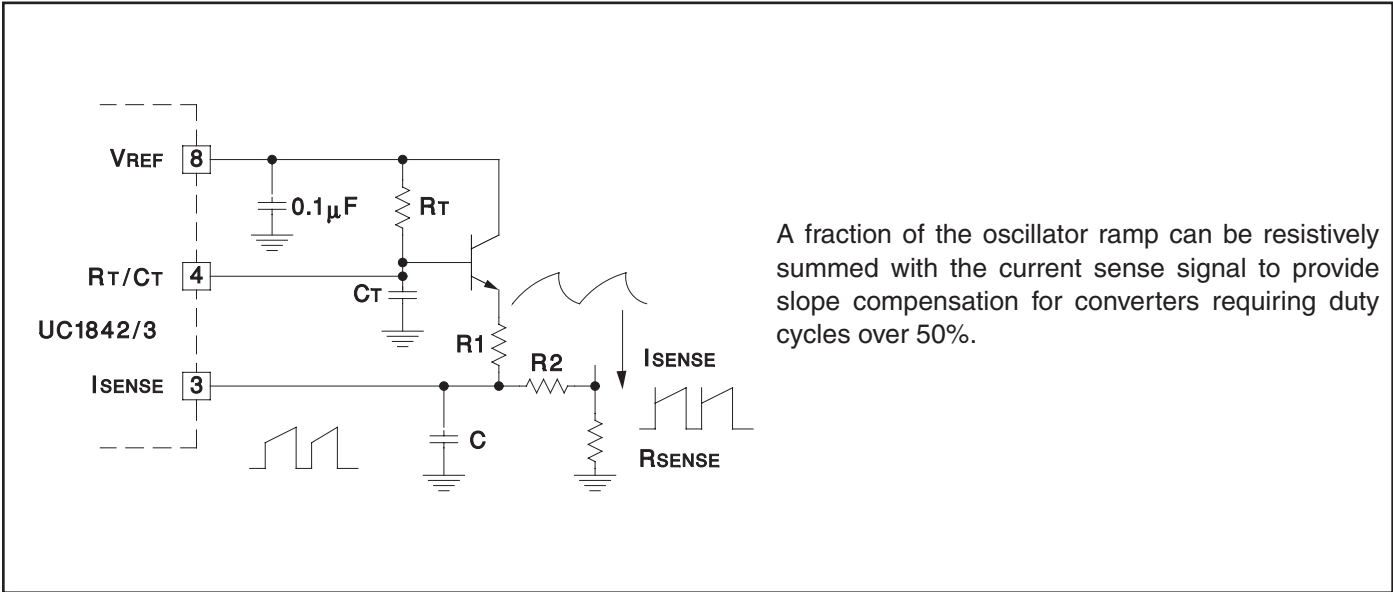 VREF 8
0.1µF
RT
RT/CT 4
CT
UC1842/3
R1
R2
ISENSE
ISENSE 3
C
RSENSE
A fraction of the oscillator ramp can be resistively
summed with the current sense signal to provide
slope compensation for converters requiring duty
cycles over 50%.